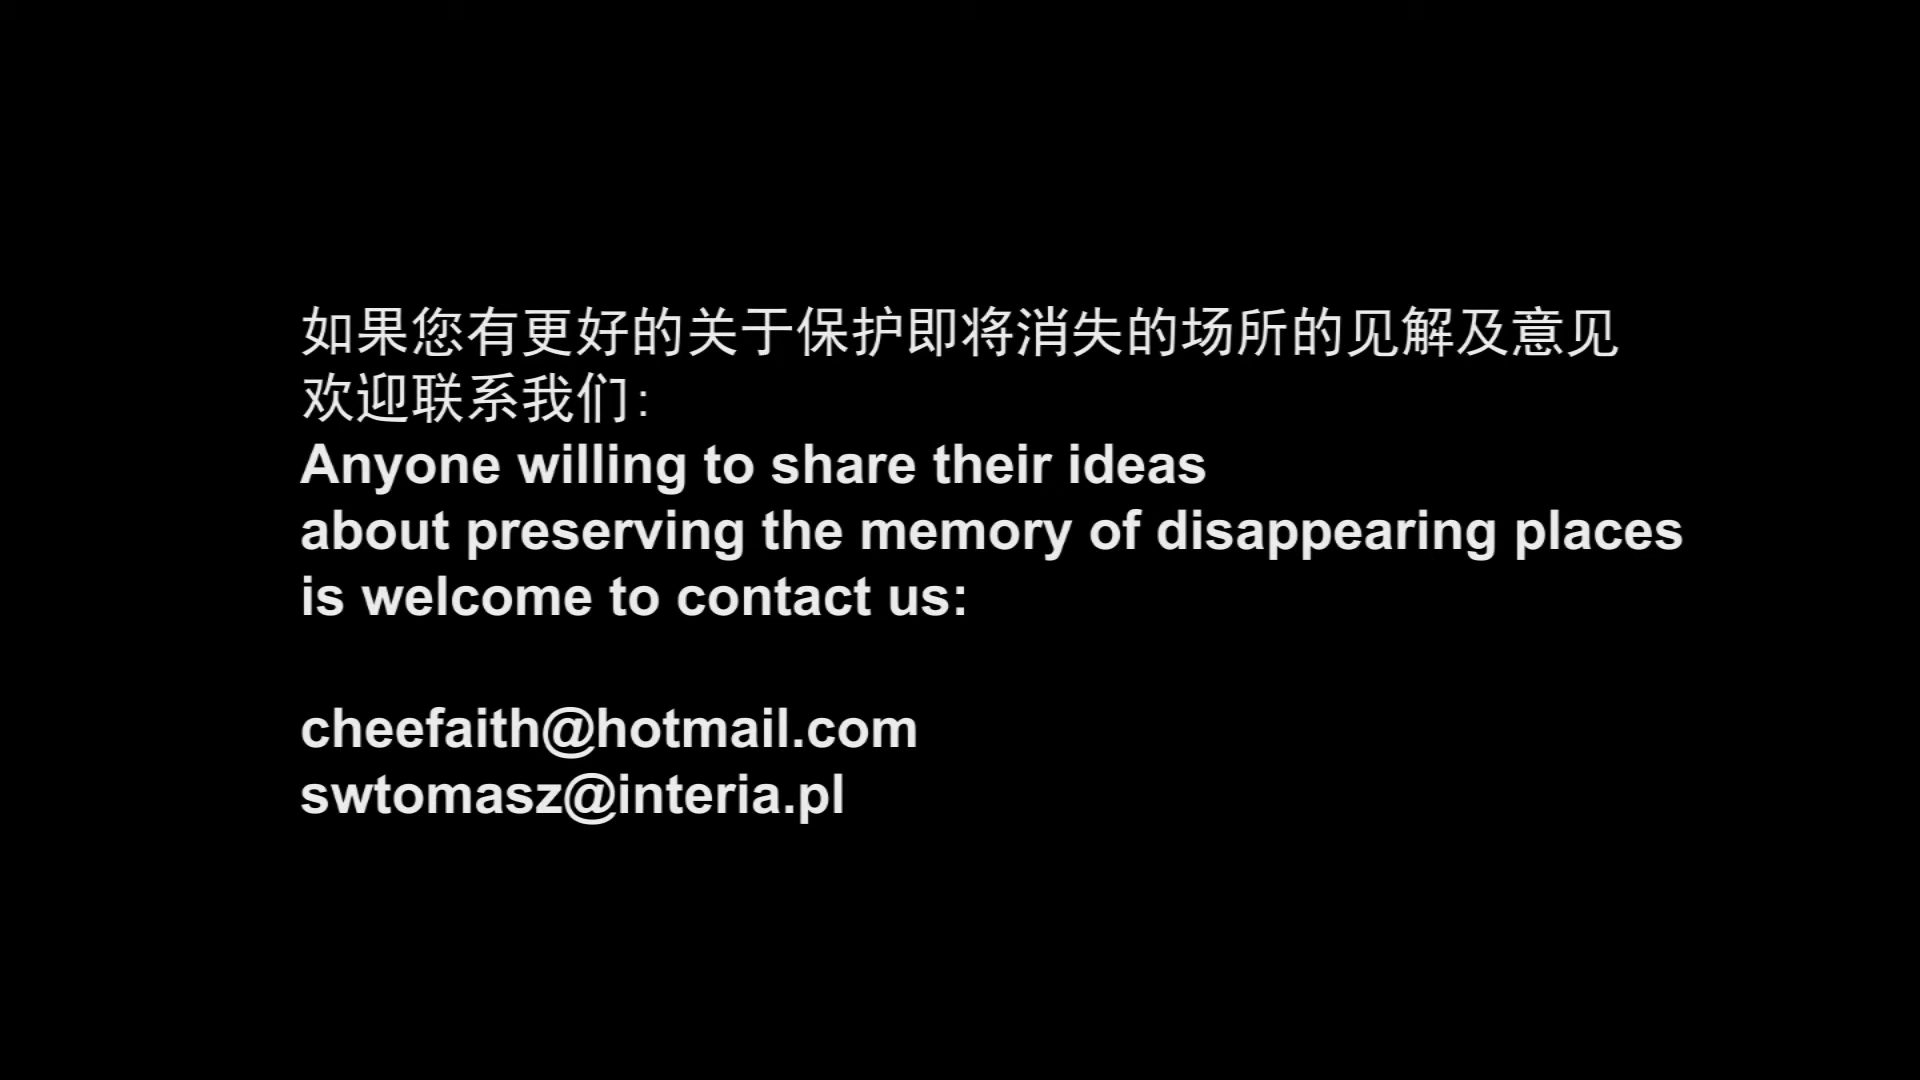 如果您有更好的关于保护即将消失的场所的见解及意见
欢迎联系我们:
Anyone willing to share their ideas
about preserving the memory of disappearing places
is welcome to contact us:
cheefaith@hotmail.com
swtomasz@interia.pl